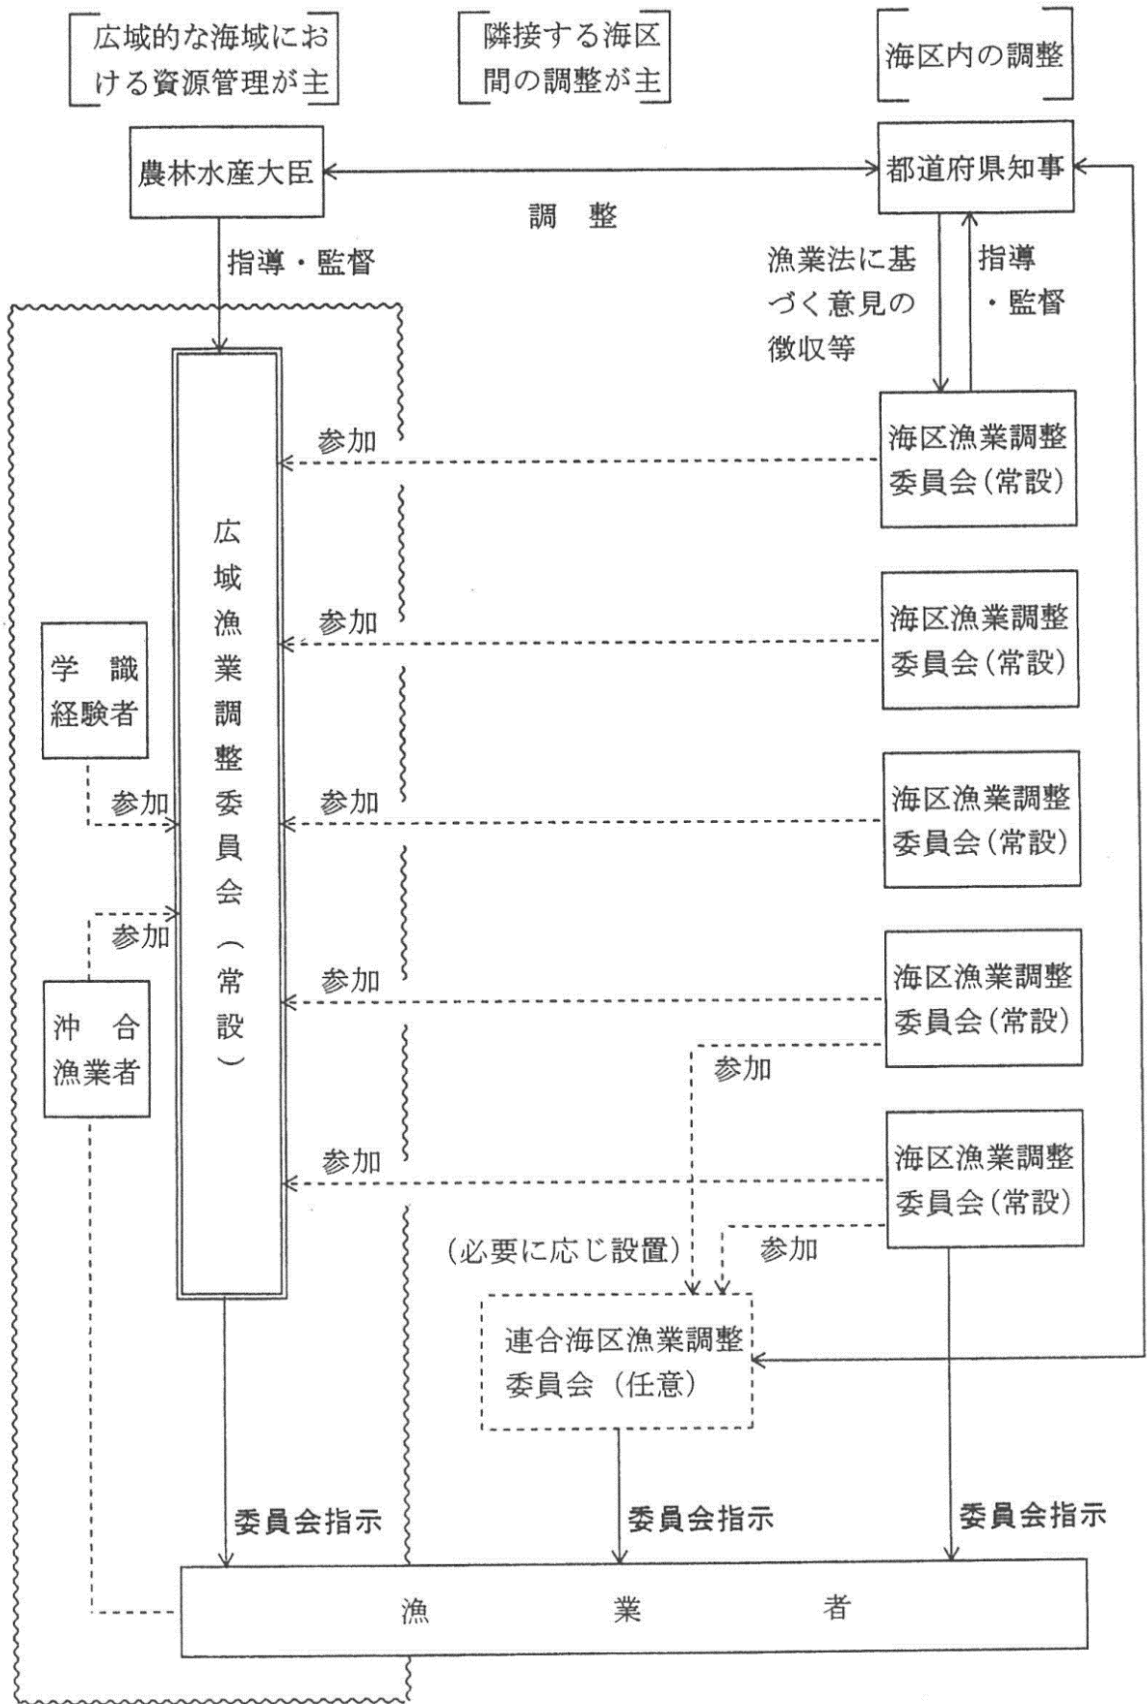 広域的な海域にお
ける資源管理が主
隣接する海区
間の調整が主
海区内の調整
農林水産大臣
都道府県知事
調 整
指導・監督
漁業法に基
づく意見の
徴収等
指導
・監督
海区漁業調整
委員会(常設)
参加
広域漁業調整委員会(常設)
海区漁業調整
委員会(常設)
参加
学 識
経験者
参加
海区漁業調整
委員会(常設)
参加
参加
沖 合
漁業者
海区漁業調整
委員会(常設)
参加
参加
海区漁業調整
委員会(常設)
参加
参加
(必要に応じ設置)
連合海区漁業調整
委員会(任意)
委員会指示
委員会指示
委員会指示
漁 業 者